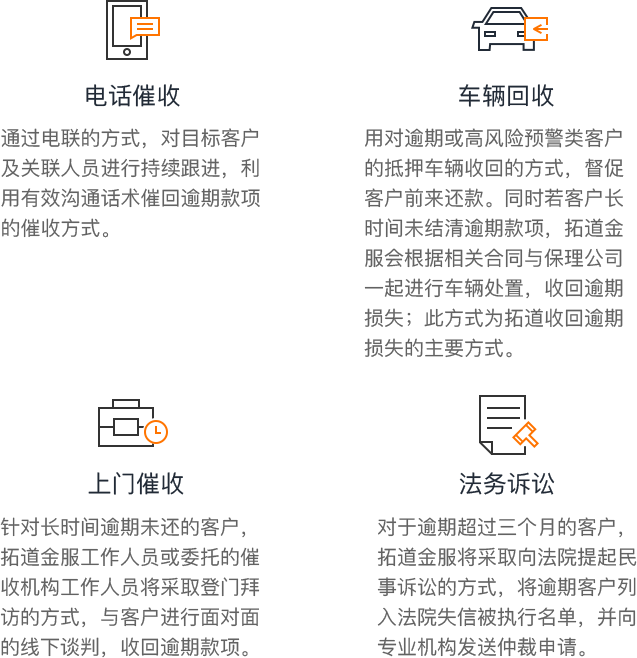 电话催收
通过电联的方式，对目标客户
及关联人员进行持续跟进，利
用有效沟通话术催回逾期款项
的催收方式。
车辆回收
用对逾期或高风险预警类客户
的抵押车辆收回的方式，督促
客户前来还款。同时若客户长
时间未结清逾期款项，拓道金
服会根据相关合同与保理公司
一起进行车辆处置，收回逾期
损失；此方式为拓道收回逾期
损失的主要方式。
上门催收
针对长时间逾期未还的客户，
拓道金服工作人员或委托的催
收机构工作人员将采取登门拜
访的方式，与客户进行面对面
的线下谈判，收回逾期款项。
法务诉讼
对于逾期超过三个月的客户，
拓道金服将采取向法院提起民
事诉讼的方式，将逾期客户列
入法院失信被执行名单，并向
专业机构发送仲裁申请。